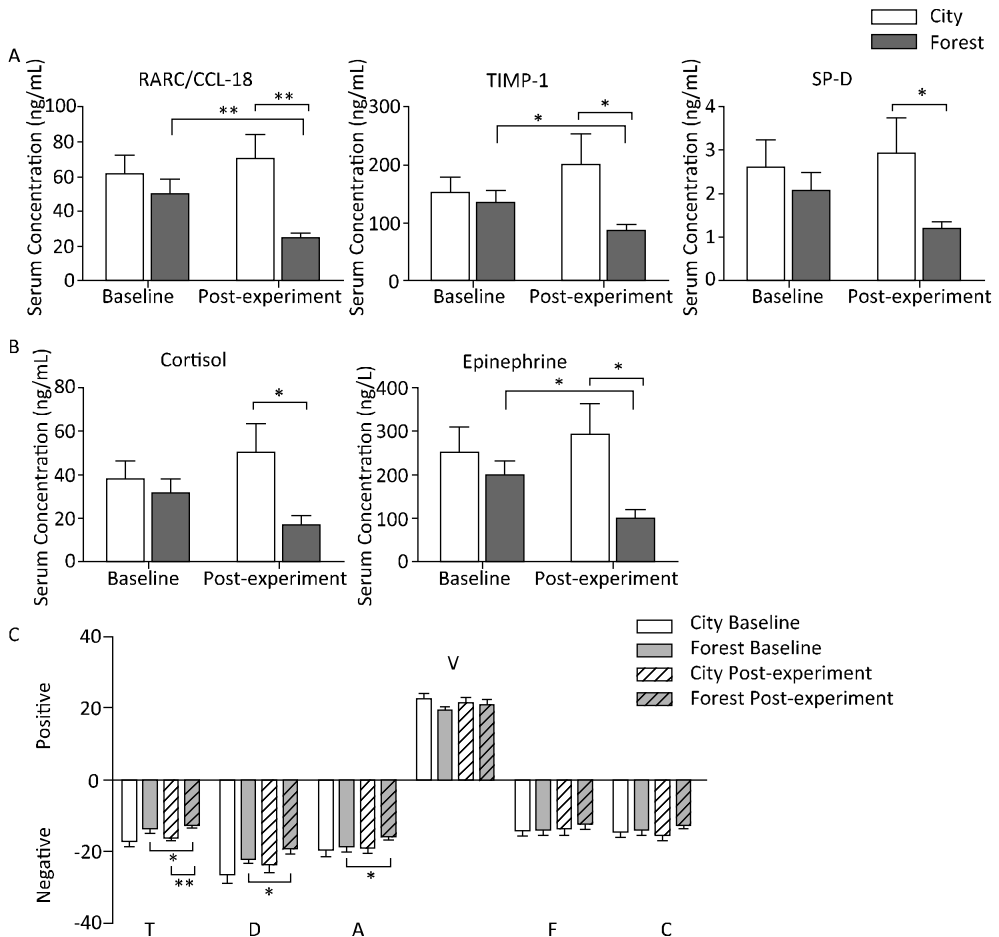 City
Forest
A
RARC/CCL-18
Serum Concentration (ng/mL)
100
80
60
40
20
0
**
**
Baseline
Post-experiment
TIMP-1
Serum Concentration (ng/mL)
300
200
100
0
*
*
Baseline
Post-experiment
SP-D
Serum Concentration (ng/mL)
4
3
2
1
0
*
Baseline
Post-experiment
B
Cortisol
Serum Concentration (ng/mL)
80
60
40
20
0
*
Baseline
Post-experiment
Epinephrine
Serum Concentration (ng/L)
400
300
200
100
0
*
*
Baseline
Post-experiment
C
City Baseline
Forest Baseline
City Post-experiment
Forest Post-experiment
Positive
Negative
40
20
0
-20
-40
V
*
**
*
*
T
D
A
F
C